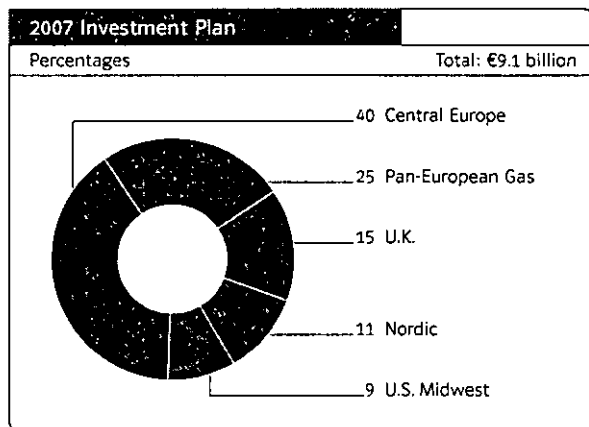 2007 Investment Plan
Percentages Total: €9.1 billion
40 Central Europe
25 Pan-European Gas
15 U.K.
11 Nordic
9 U.S. Midwest